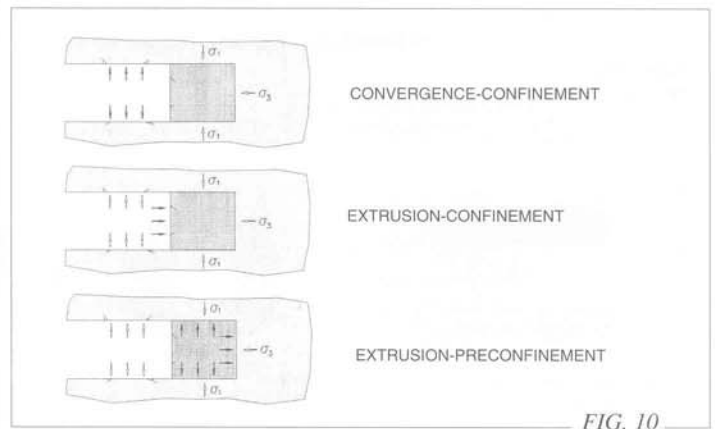 σ₁
σ₃
CONVERGENCE-CONFINEMENT
σ₁
σ₁
σ₃
EXTRUSION-CONFINEMENT
σ₁
σ₁
σ₃
EXTRUSION-PRECONFINEMENT
σ₁
FIG. 10